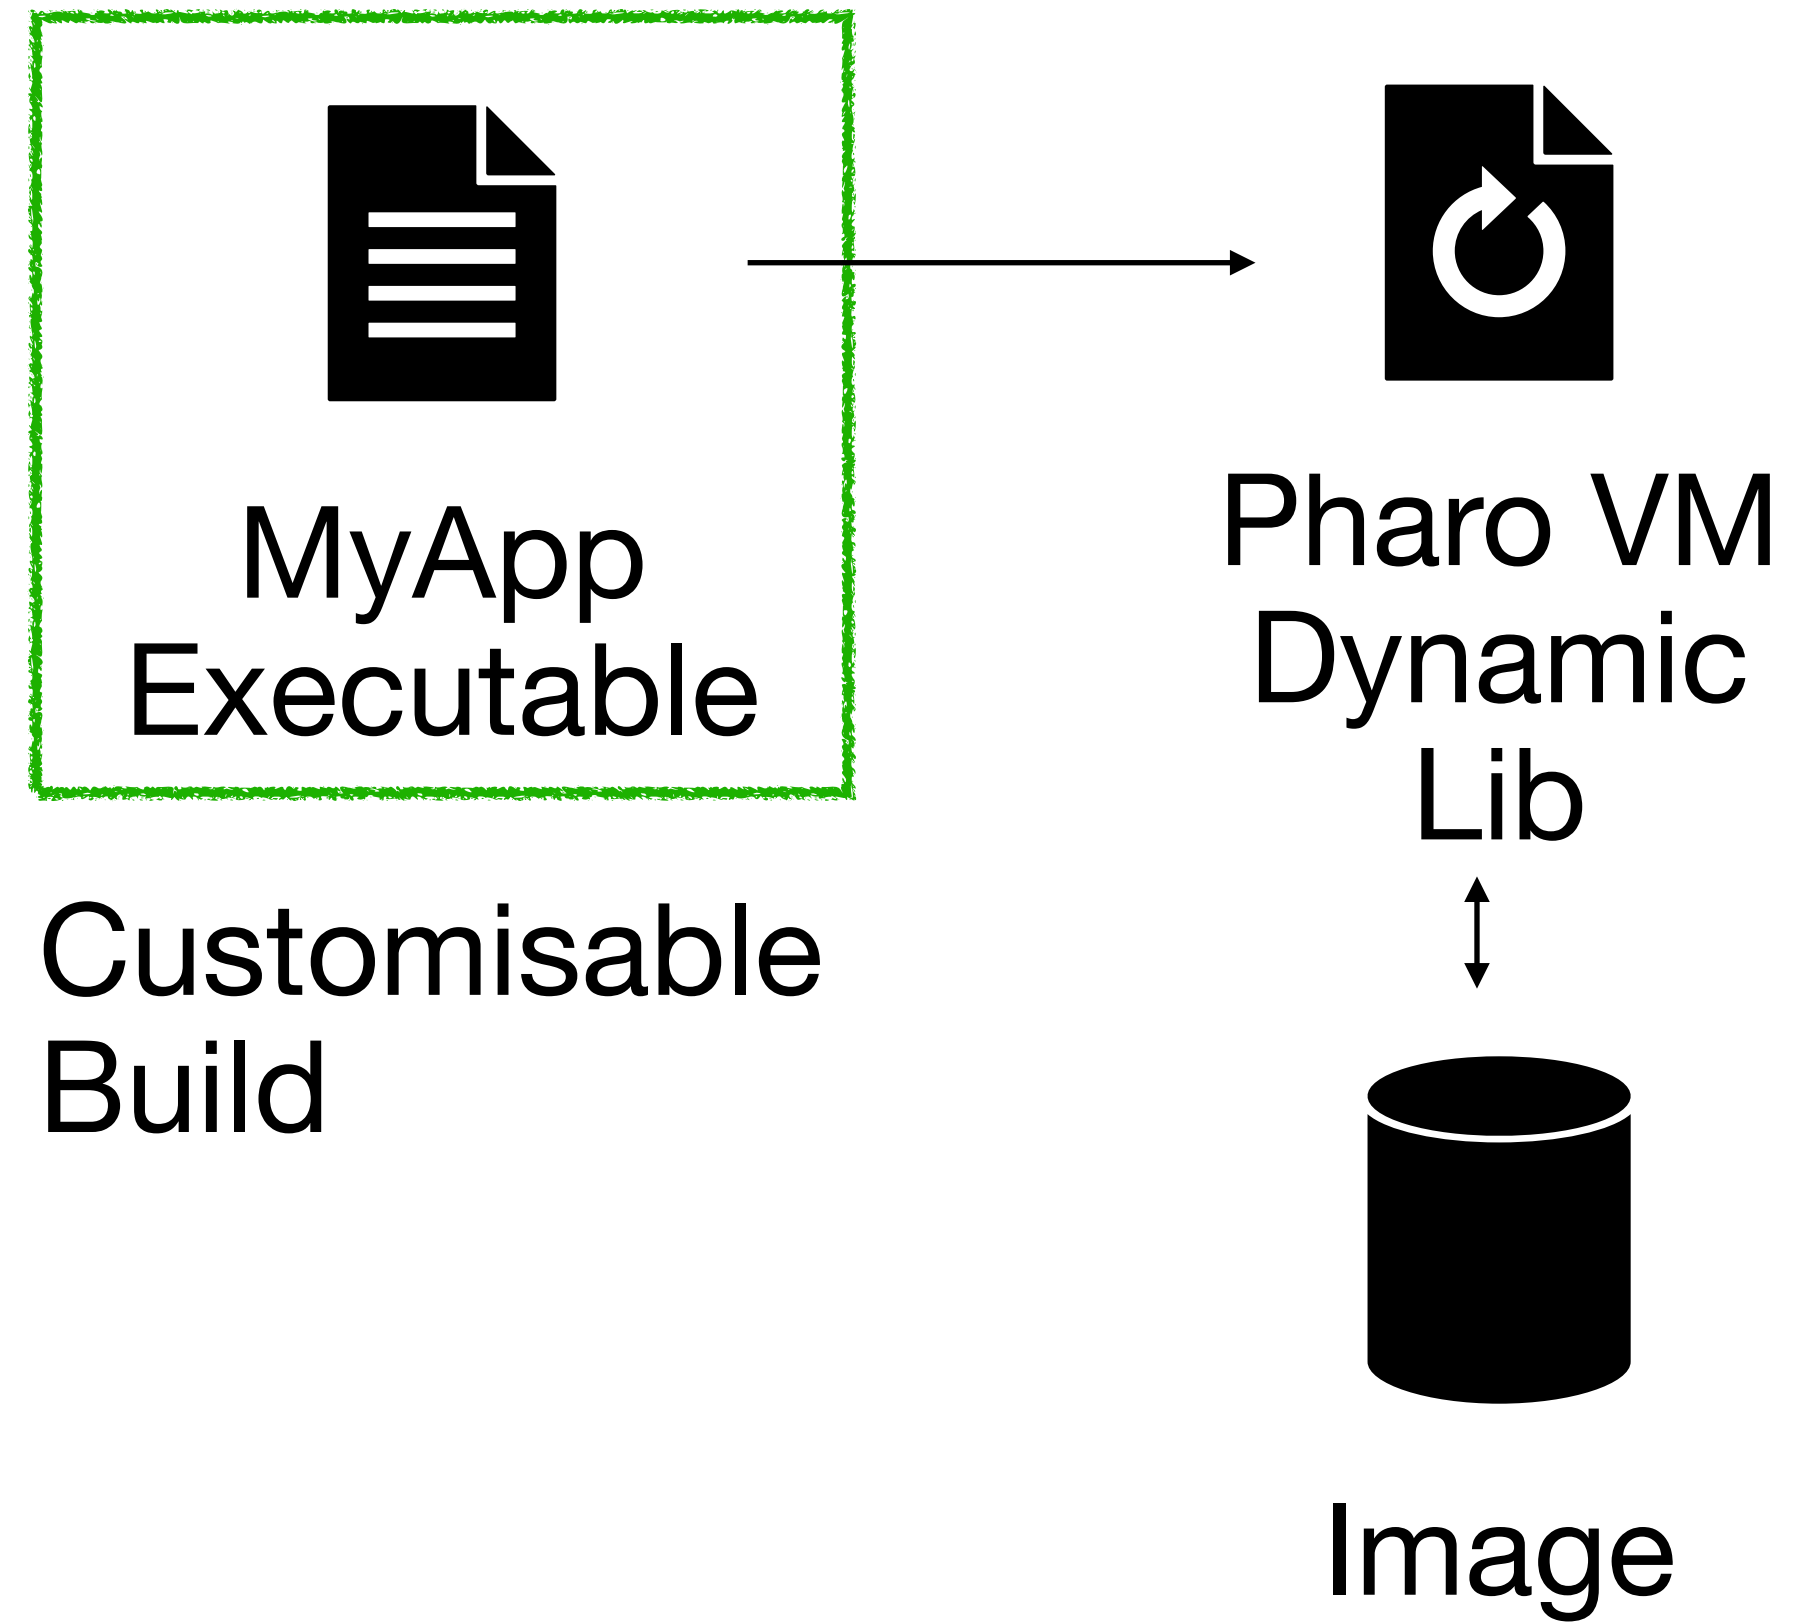 MyApp
Executable
Customisable
Build
Pharo VM
Dynamic
Lib
Image